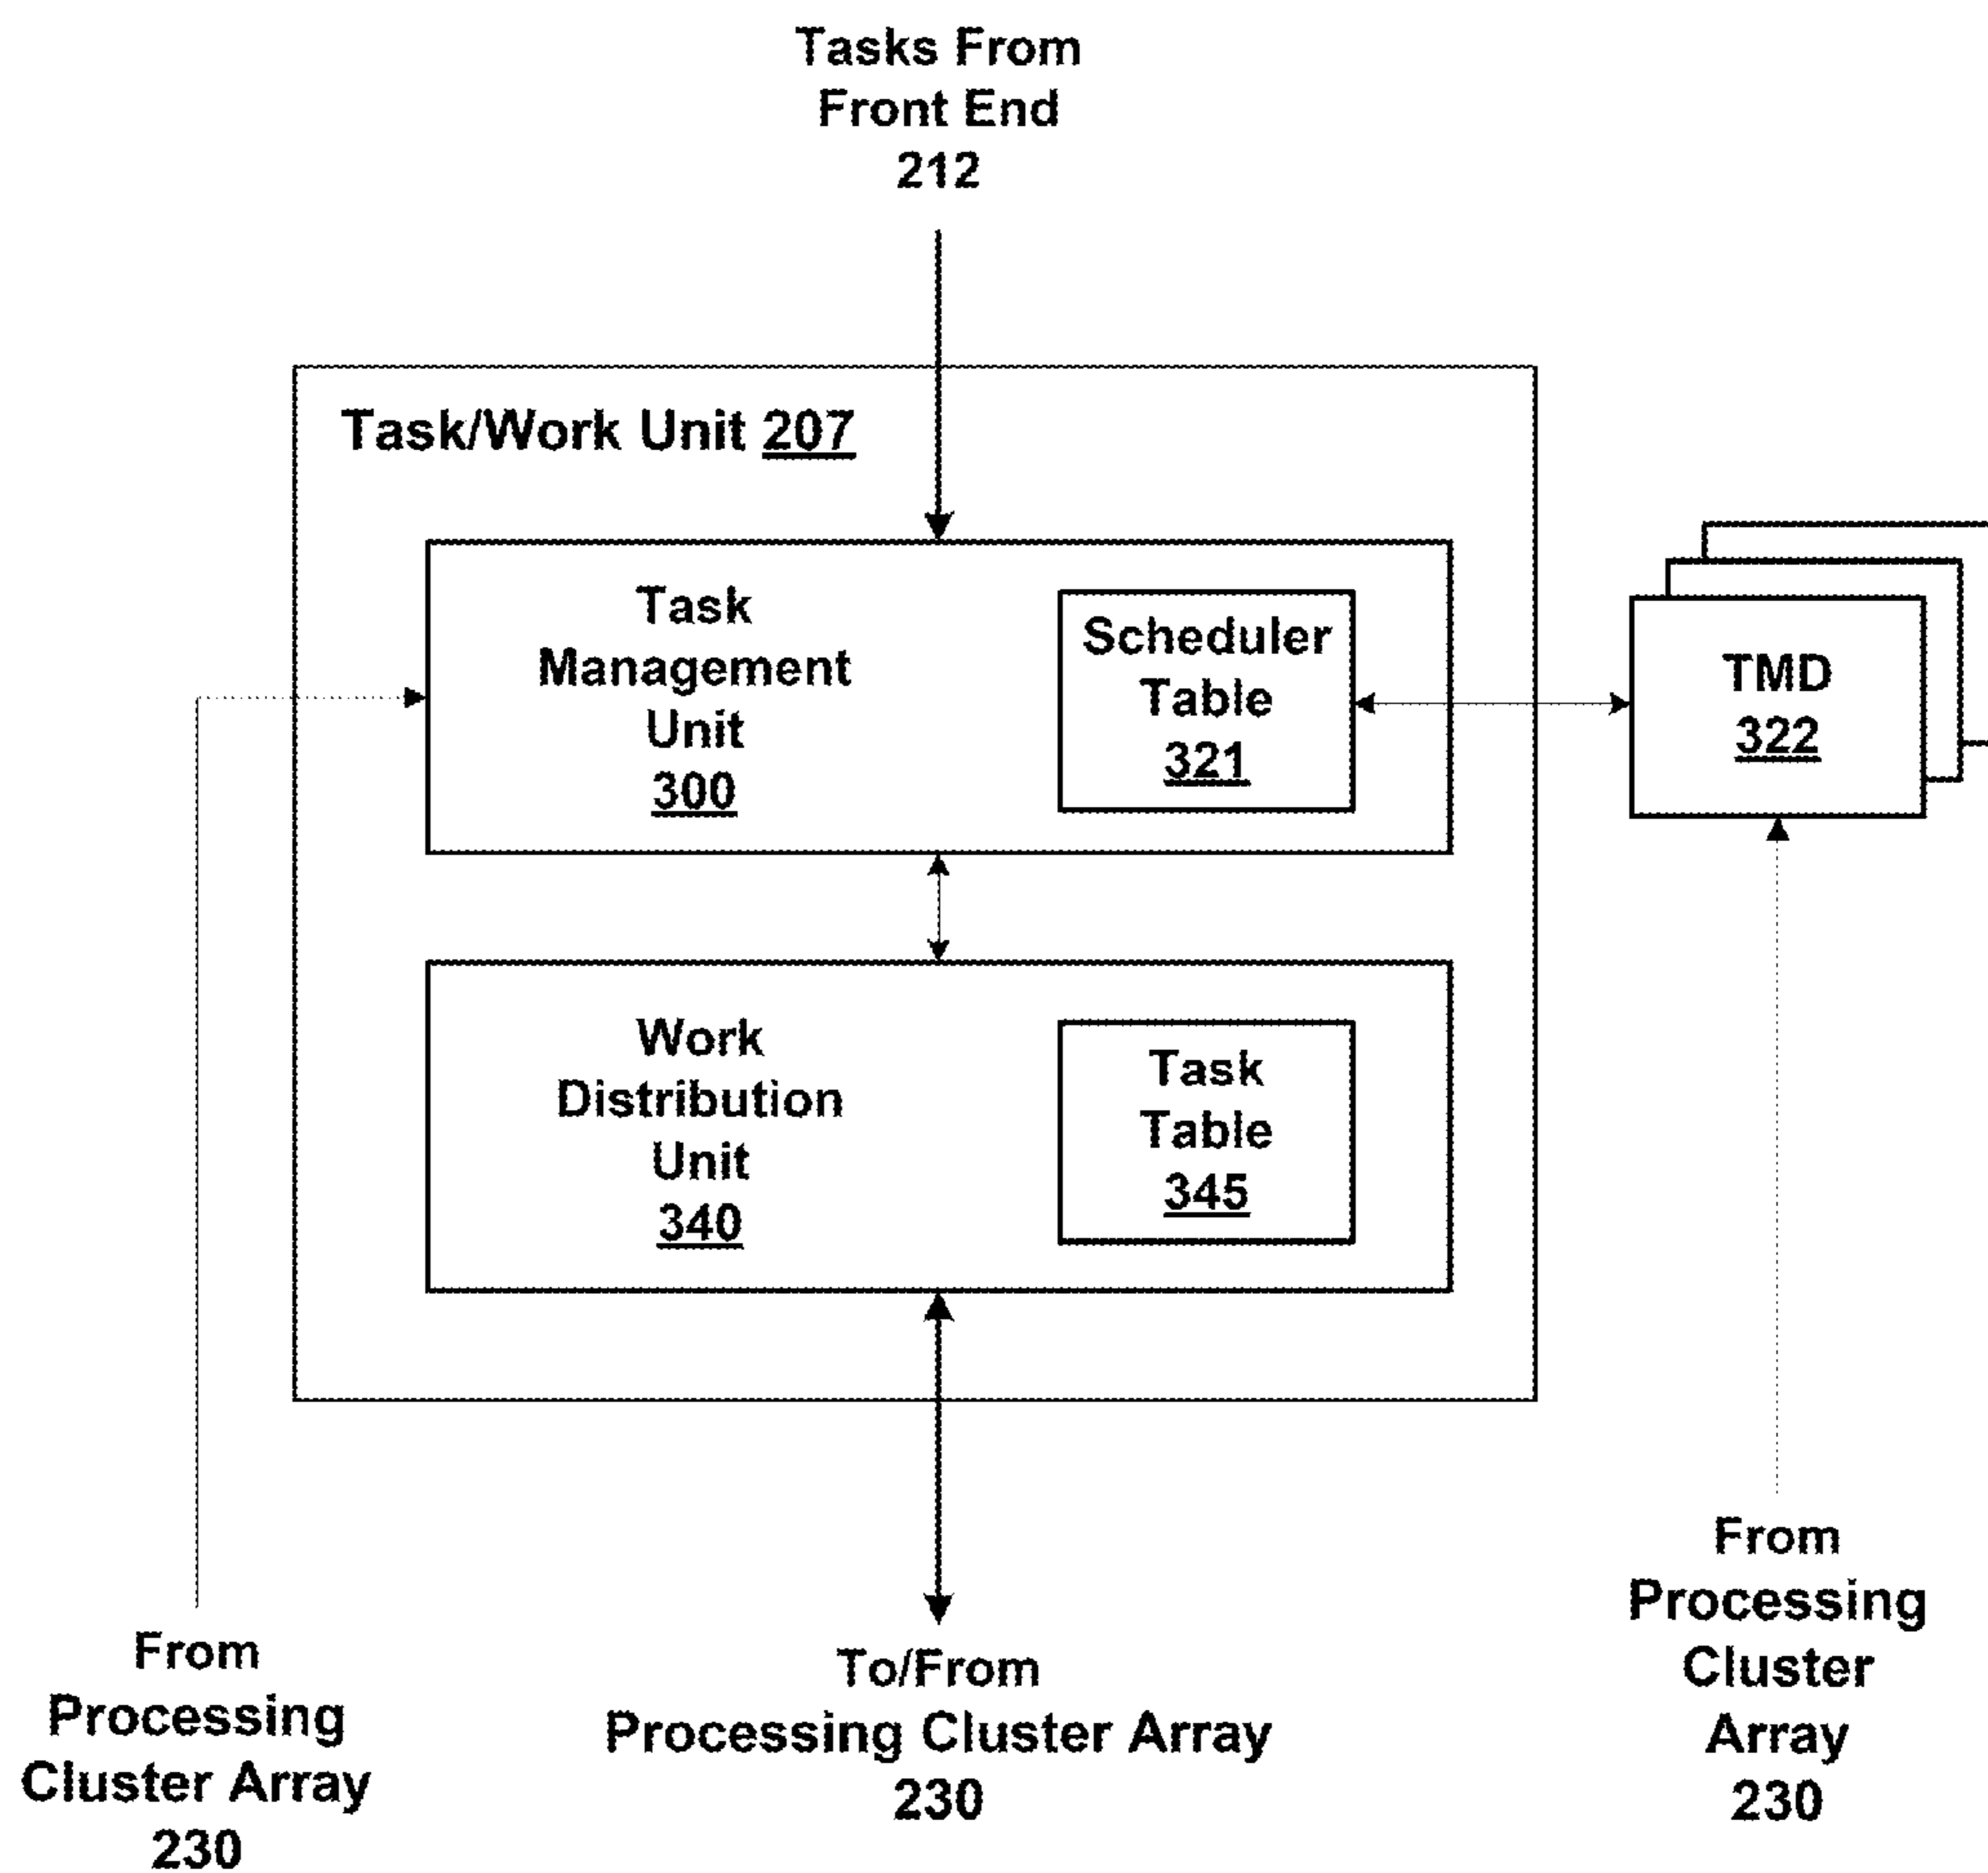 Tasks From
Front End
212
Task/Work Unit 207
Task
Management
Unit
300
Scheduler
Table
321
TMD
322
Work
Distribution
Unit
340
Task
Table
345
From
Processing
Cluster Array
230
To/From
Processing Cluster Array
230
From
Processing
Cluster
Array
230